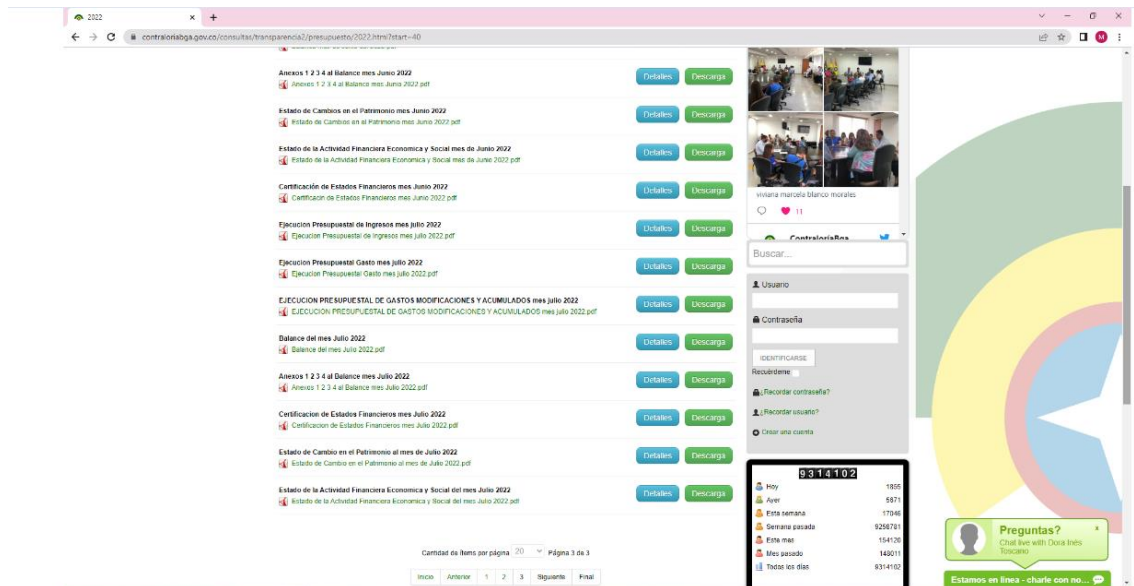 2022
contraloriabga.gov.co/consultas/transparencia2/presupuesto/2022.html?start=40
M
Anexos 1 2 3 4 al Balance mes Junio 2022
Anexos 1 2 3 4 al Balance mes Junio 2022.pdf
Detalles Descarga
Estado de Cambios en el Patrimonio mes Junio 2022
Estado de Cambios en el Patrimonio mes Junio 2022.pdf
Detalles Descarga
Estado de la Actividad Financiera Economica y Social mes de Junio 2022
Estado de la Actividad Financiera Economica y Social mes de Junio 2022.pdf
Detalles Descarga
Certificación de Estados Financieros mes Junio 2022
Certificacin de Estados Financieros mes Junio 2022.pdf
Detalles Descarga
Ejecucion Presupuestal de Ingresos mes julio 2022
Ejecucion Presupuestal de Ingresos mes julio 2022.pdf
Detalles Descarga
Ejecucion Presupuestal Gasto mes julio 2022
Ejecucion Presupuestal Gasto mes julio 2022.pdf
Detalles Descarga
EJECUCION PRESUPUESTAL DE GASTOS MODIFICACIONES Y ACUMULADOS mes julio 2022
EJECUCION PRESUPUESTAL DE GASTOS MODIFICACIONES Y ACUMULADOS mes julio 2022.pdf
Detalles Descarga
Balance del mes Julio 2022
Balance del mes Julio 2022.pdf
Detalles Descarga
Anexos 1 2 3 4 al Balance mes Julio 2022
Anexos 1 2 3 4 al Balance mes Julio 2022.pdf
Detalles Descarga
Certificacion de Estados Financieros mes Julio 2022
Certificacion de Estados Financieros mes Julio 2022.pdf
Detalles Descarga
Estado de Cambio en el Patrimonio al mes de Julio 2022
Estado de Cambio en el Patrimonio al mes de Julio 2022.pdf
Detalles Descarga
Estado de la Actividad Financiera Economica y Social del mes Julio 2022
Estado de la Actividad Financiera Economica y Social del mes Julio 2022.pdf
Detalles Descarga
Cantidad de ítems por página 20 Página 3 de 3
Inicio Anterior 1 2 3 Siguiente Final
viviana marcela blanco morales
11
ContraloríaBga
Buscar...
Usuario
Contraseña
IDENTIFICARSE
Recuérdeme
¿Recordar contraseña?
¿Recordar usuario?
Crear una cuenta
9314102
Hoy 1855
Ayer 5871
Esta semana 17046
Semana pasada 9258781
Este mes 154126
Mes pasado 148011
Todos los días 9314102
Preguntas? x
Chat live with Dora Inés
Toscano
Estamos en línea - charle con no...